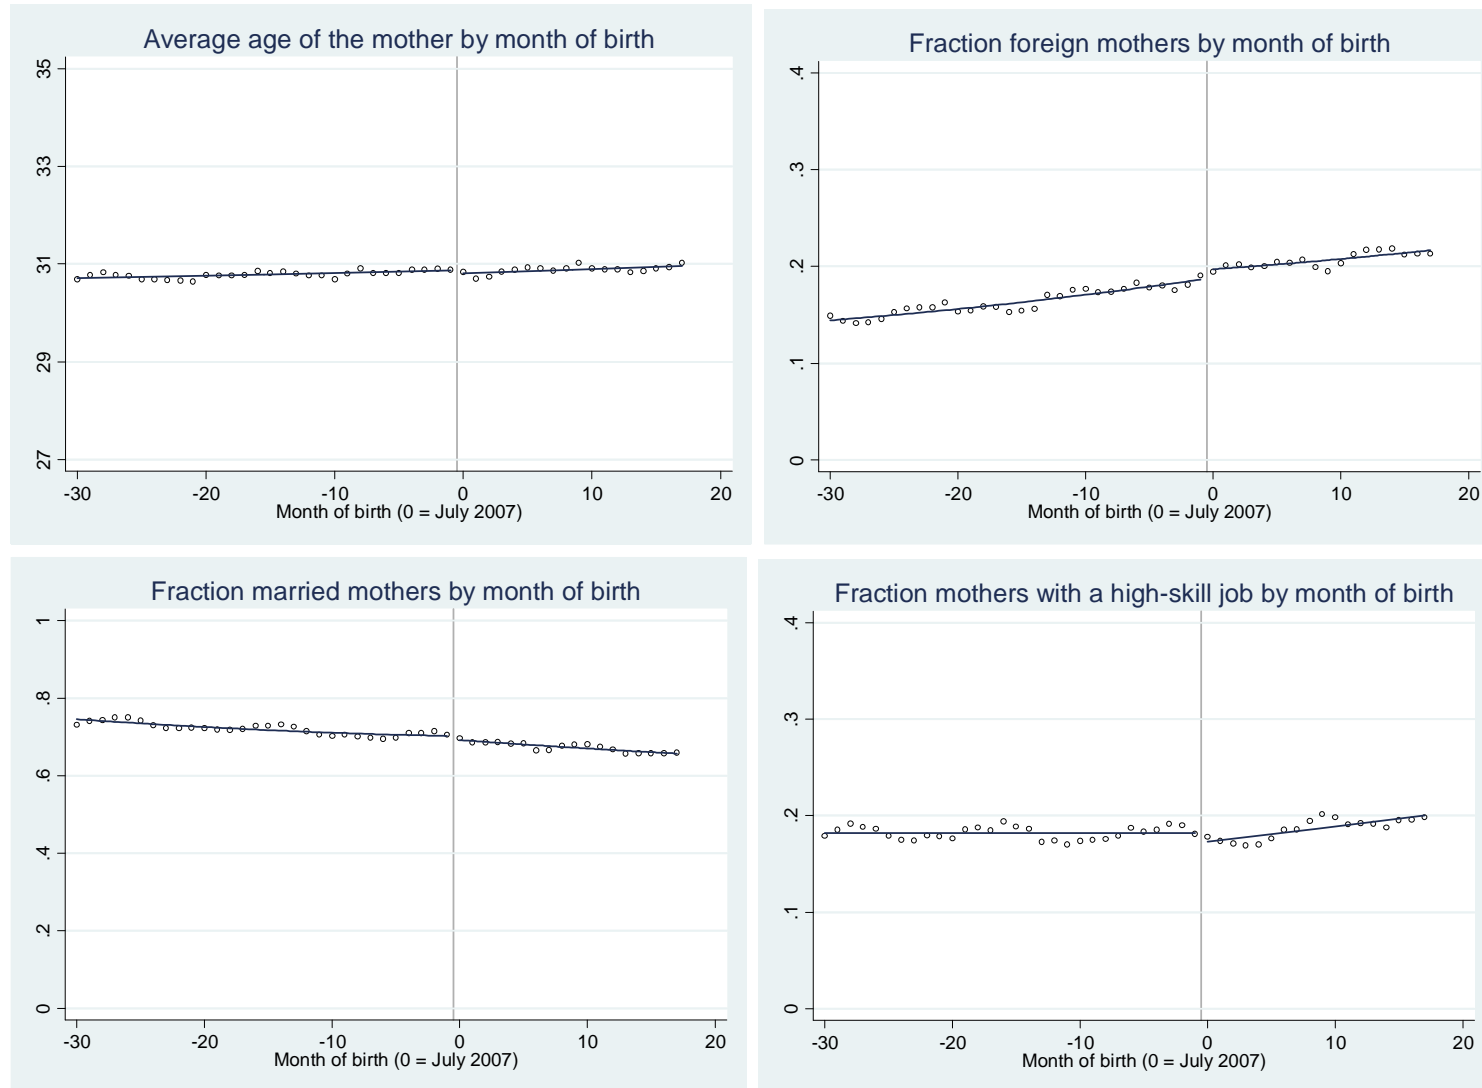 Average age of the mother by month of birth
35
33
31
29
27
-30 -20 -10 0 10 20
Month of birth (0 = July 2007)
Fraction foreign mothers by month of birth
.4
.3
.2
.1
0
-30 -20 -10 0 10 20
Month of birth (0 = July 2007)
Fraction married mothers by month of birth
1
.8
.6
.4
.2
0
-30 -20 -10 0 10 20
Month of birth (0 = July 2007)
Fraction mothers with a high-skill job by month of birth
.4
.3
.2
.1
0
-30 -20 -10 0 10 20
Month of birth (0 = July 2007)